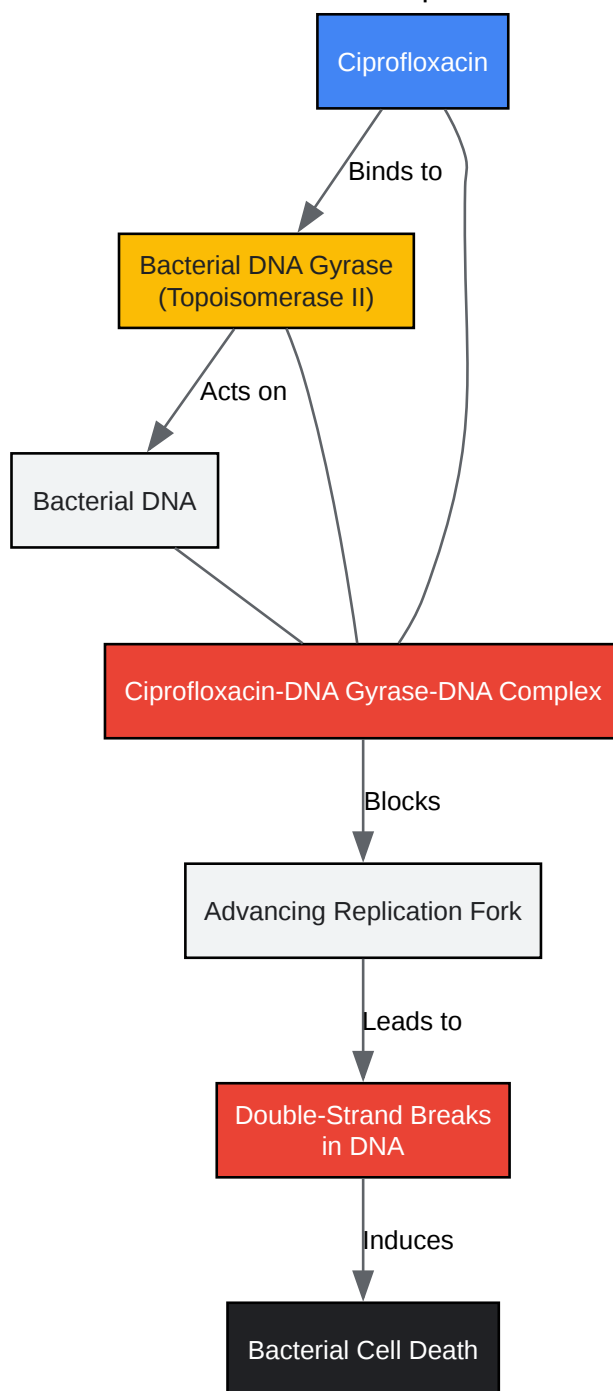 Ciprofloxacin
Binds to
Bacterial DNA Gyrase
(Topoisomerase II)
Acts on
Bacterial DNA
Ciprofloxacin-DNA Gyrase-DNA Complex
Blocks
Advancing Replication Fork
Leads to
Double-Strand Breaks
in DNA
Induces
Bacterial Cell Death